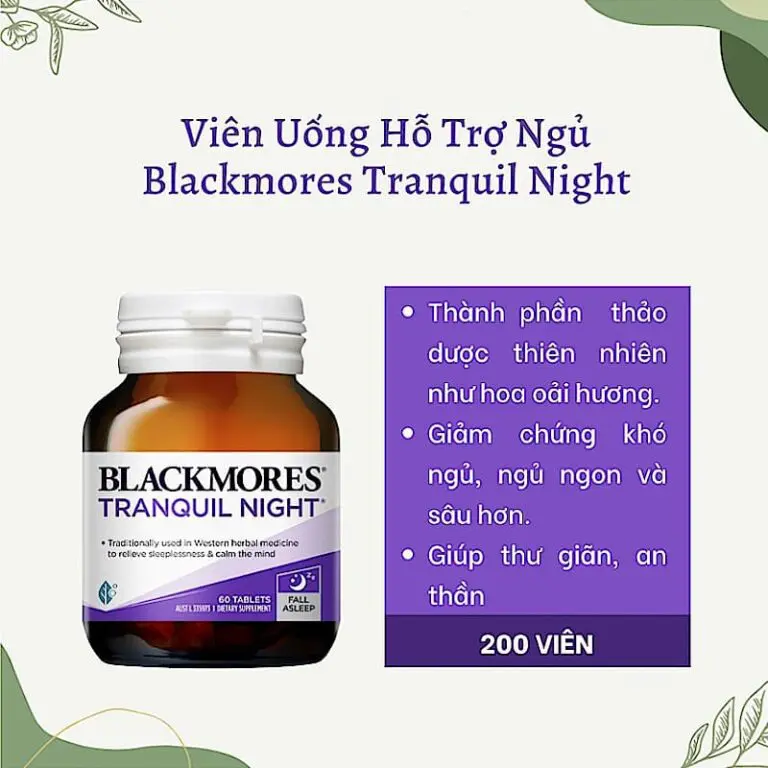 Viên Uống Hỗ Trợ Ngủ
Blackmores Tranquil Night
BLACKMORES®
TRANQUIL NIGHT®
• Traditionally used in Western herbal medicine
to relieve sleeplessness & calm the mind
60 TABLETS
DIETARY SUPPLEMENT
FALL
ASLEEP
• Thành phần thảo
dược thiên nhiên
như hoa oải hương.
• Giảm chứng khó
ngủ, ngủ ngon và
sâu hơn.
• Giúp thư giãn, an
thần
200 VIÊN